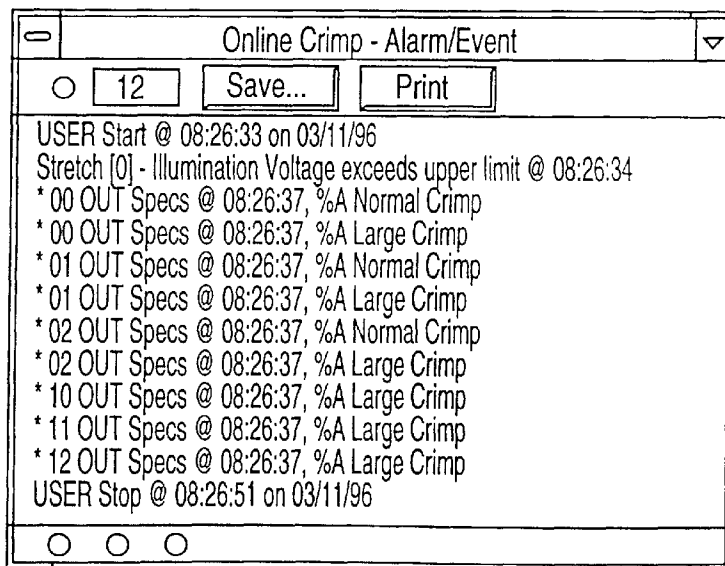 Online Crimp - Alarm/Event
12 Save... Print
USER Start @ 08:26:33 on 03/11/96
Stretch [0] - Illumination Voltage exceeds upper limit @ 08:26:34
* 00 OUT Specs @ 08:26:37, %A Normal Crimp
* 00 OUT Specs @ 08:26:37, %A Large Crimp
* 01 OUT Specs @ 08:26:37, %A Normal Crimp
* 01 OUT Specs @ 08:26:37, %A Large Crimp
* 02 OUT Specs @ 08:26:37, %A Normal Crimp
* 02 OUT Specs @ 08:26:37, %A Large Crimp
* 10 OUT Specs @ 08:26:37, %A Large Crimp
* 11 OUT Specs @ 08:26:37, %A Large Crimp
* 12 OUT Specs @ 08:26:37, %A Large Crimp
USER Stop @ 08:26:51 on 03/11/96